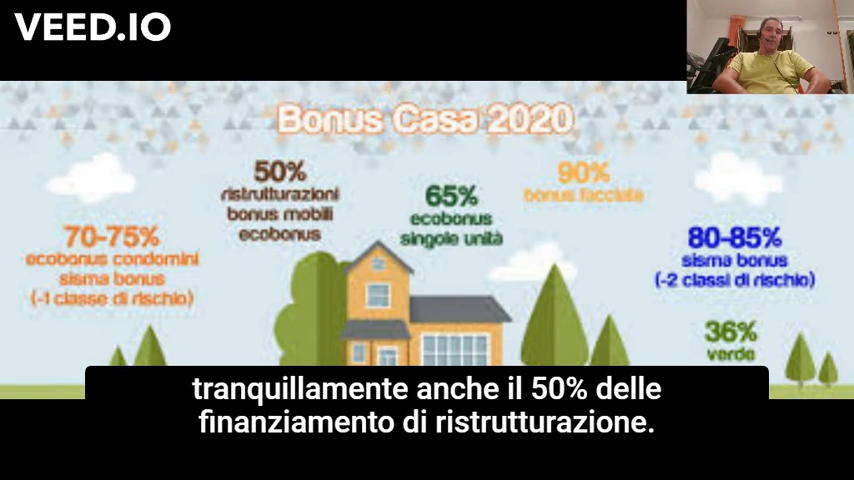 VEED.IO
Bonus Casa 2020
50%
ristrutturazioni
bonus mobili
ecobonus
65%
ecobonus
singole unità
90%
bonus facciate
70-75%
ecobonus condomini
sisma bonus
(-1 classe di rischio)
80-85%
sisma bonus
(-2 classi di rischio)
36%
verde
tranquillamente anche il 50% delle
finanziamento di ristrutturazione.